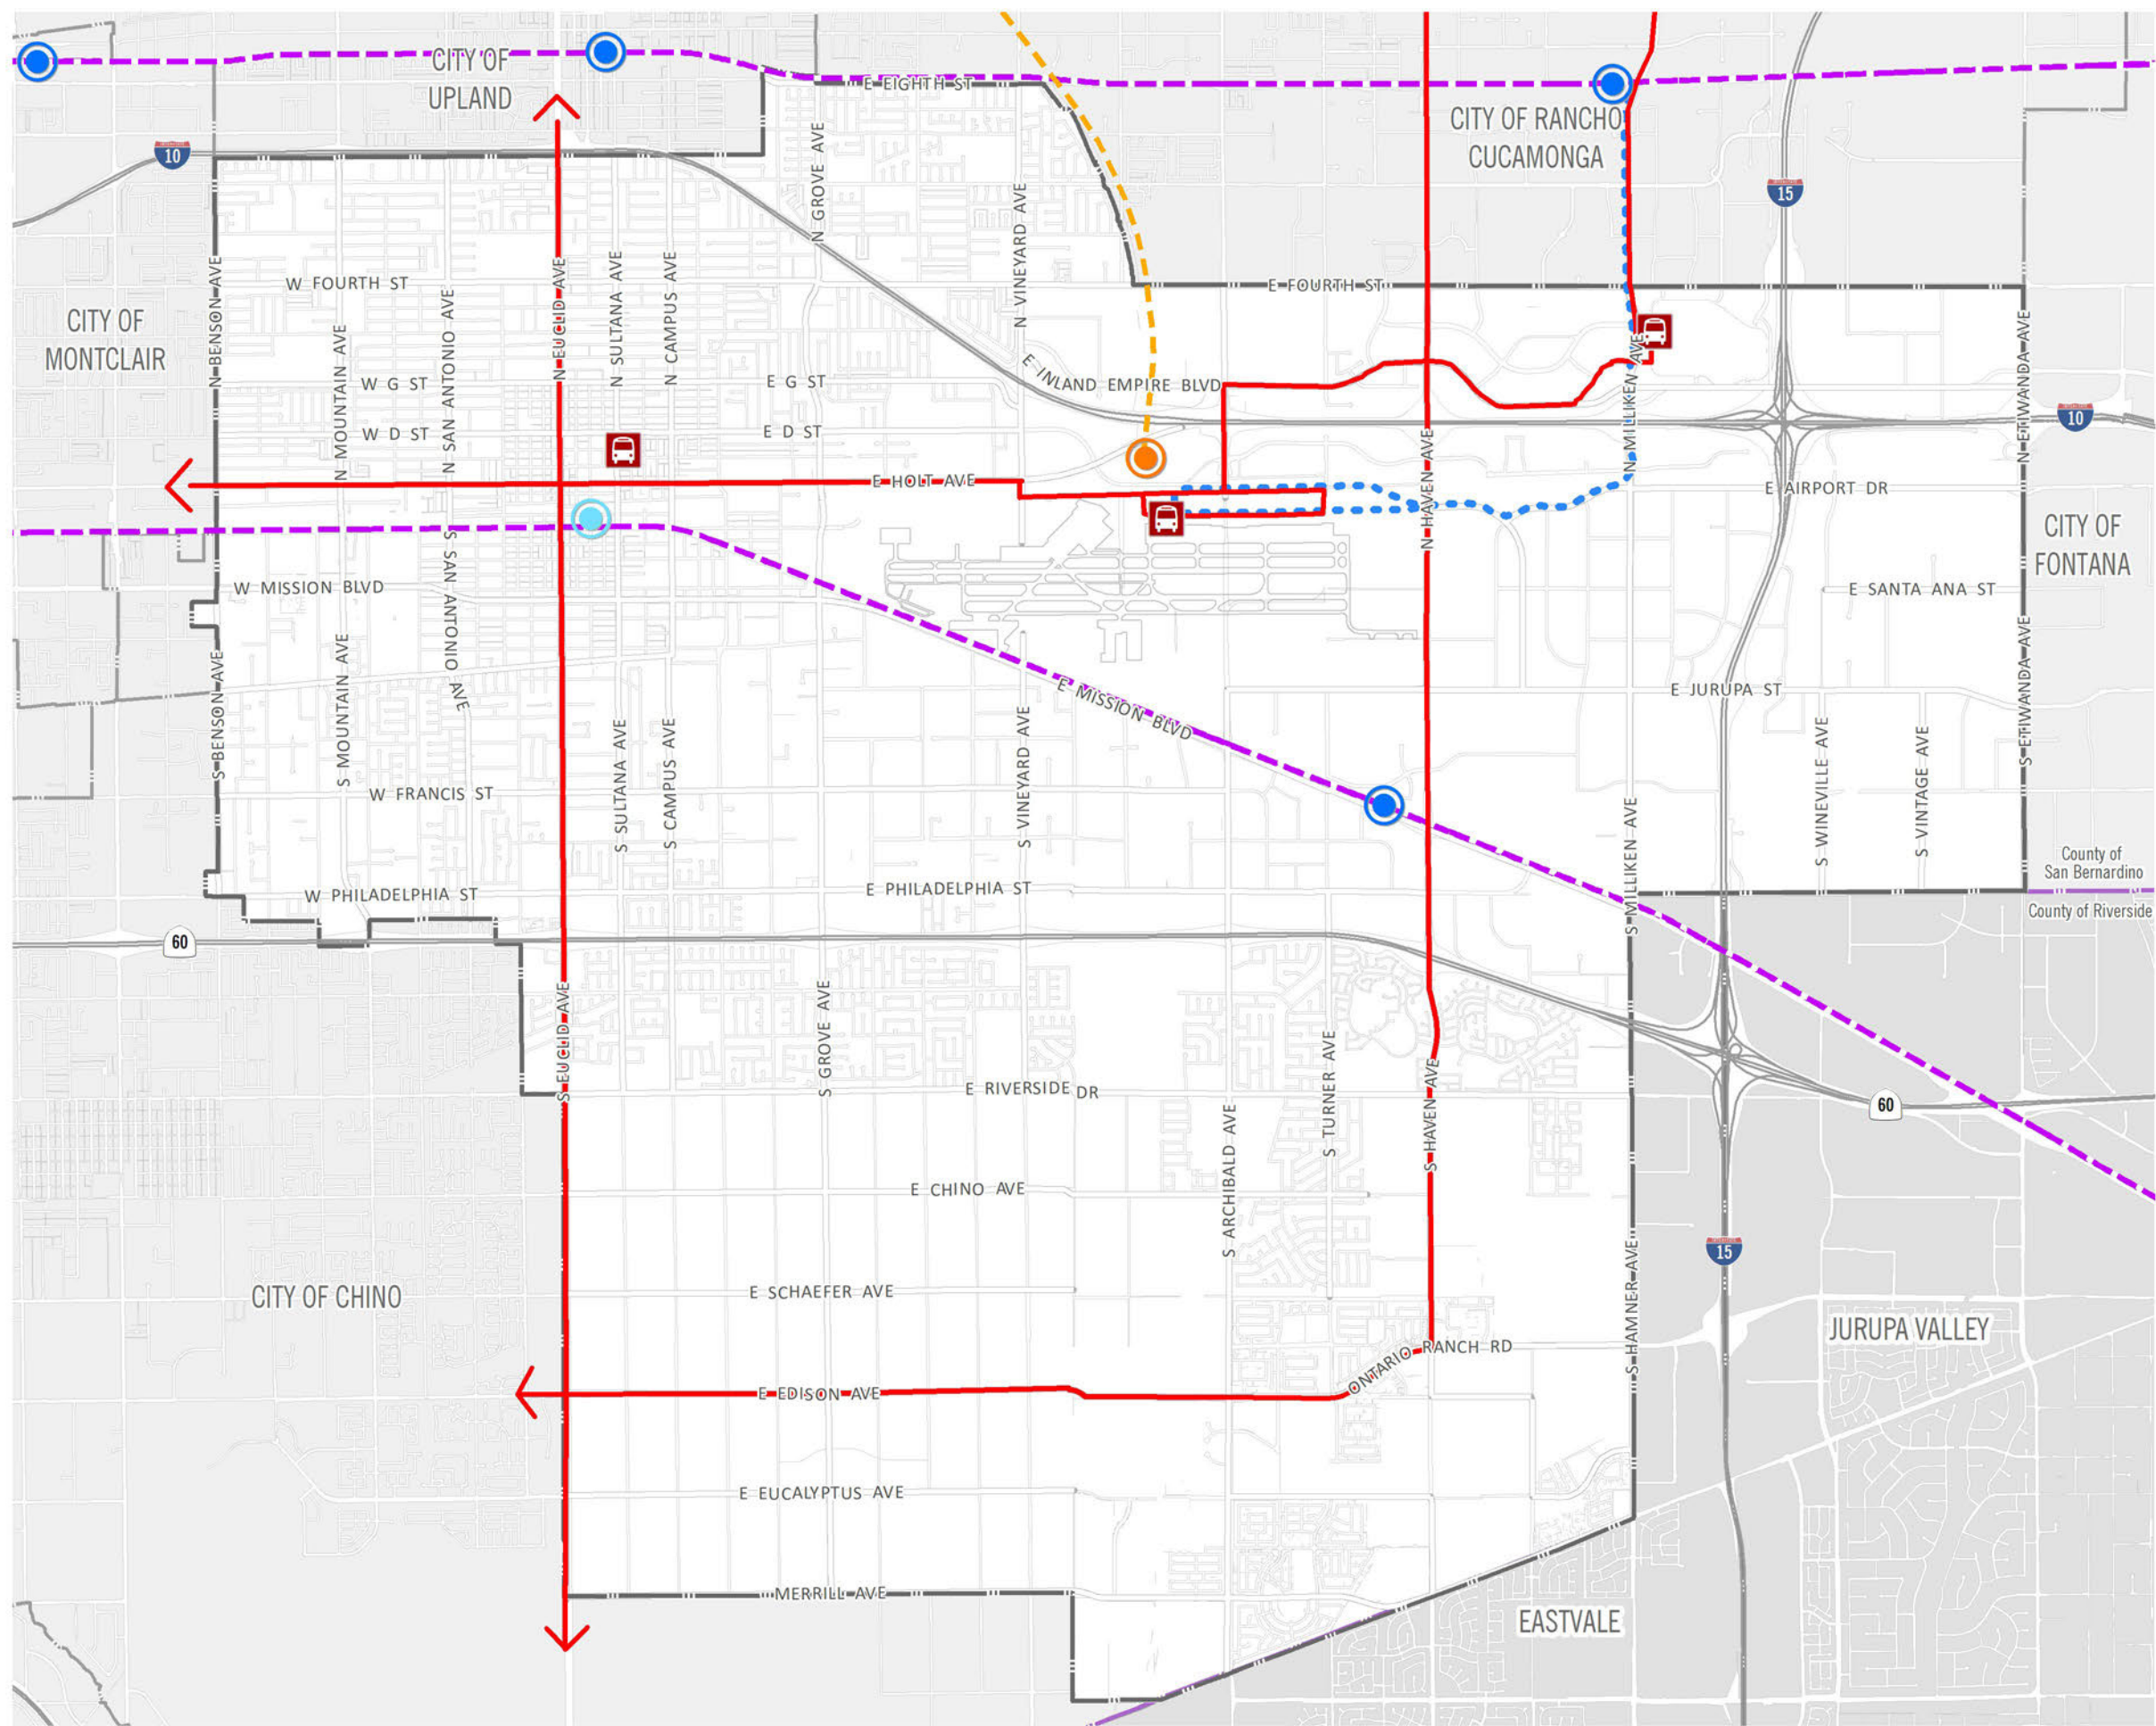 CITY OF
UPLAND
E EIGHTH ST
CITY OF RANCHO
CUCAMONGA
10
15
N GROVE AVE
N VINEYARD AVE
N BENSON AVE
W FOURTH ST
N EUCLID AVE
N SULTANA AVE
N CAMPUS AVE
E FOURTH ST
CITY OF
MONTCLAIR
N MOUNTAIN AVE
N SAN ANTONIO AVE
N MILLIKEN AVE
N ETIWANDA AVE
W G ST
E G ST
E INLAND EMPIRE BLVD
W D ST
E D ST
10
N HAVEN AVE
E HOLT AVE
E AIRPORT DR
CITY OF
FONTANA
S SAN ANTONIO AVE
W MISSION BLVD
E SANTA ANA ST
S BENSON AVE
S MOUNTAIN AVE
E MISSION BLVD
E JURUPA ST
S ETIWANDA AVE
S SULTANA AVE
S CAMPUS AVE
S VINEYARD AVE
S WINEVILLE AVE
S VINTAGE AVE
W FRANCIS ST
S MILLIKEN AVE
County of
San Bernardino
W PHILADELPHIA ST
E PHILADELPHIA ST
County of Riverside
60
S EUCLID AVE
S GROVE AVE
S TURNER AVE
S HAVEN AVE
E RIVERSIDE DR
60
S ARCHIBALD AVE
E CHINO AVE
15
S HAMNER AVE
CITY OF CHINO
E SCHAEFER AVE
JURUPA VALLEY
ONTARIO RANCH RD
E EDISON AVE
E EUCALYPTUS AVE
MERRILL AVE
EASTVALE